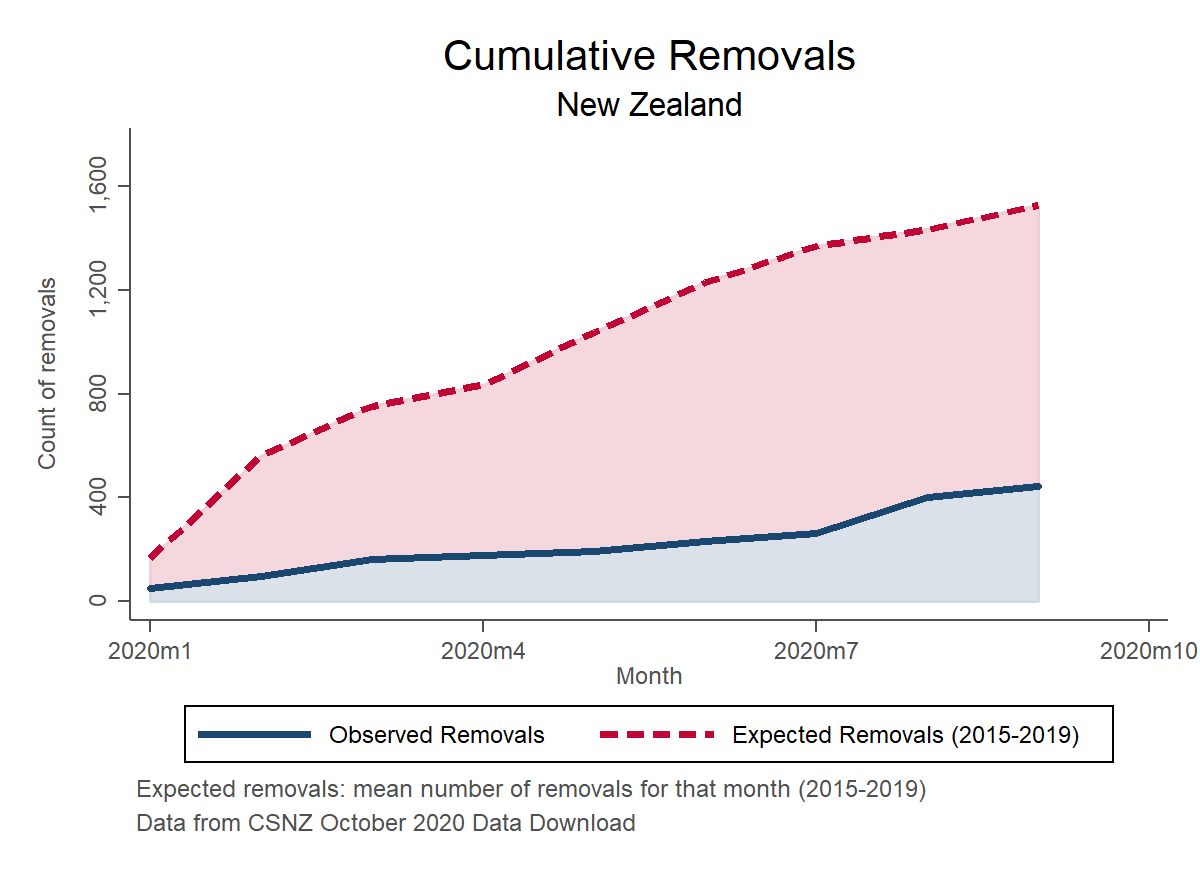 Cumulative Removals
New Zealand
Count of removals
1,600
1,200
800
400
0
2020m1 2020m4 2020m7 2020m10
Month
Observed Removals Expected Removals (2015-2019)
Expected removals: mean number of removals for that month (2015-2019)
Data from CSNZ October 2020 Data Download